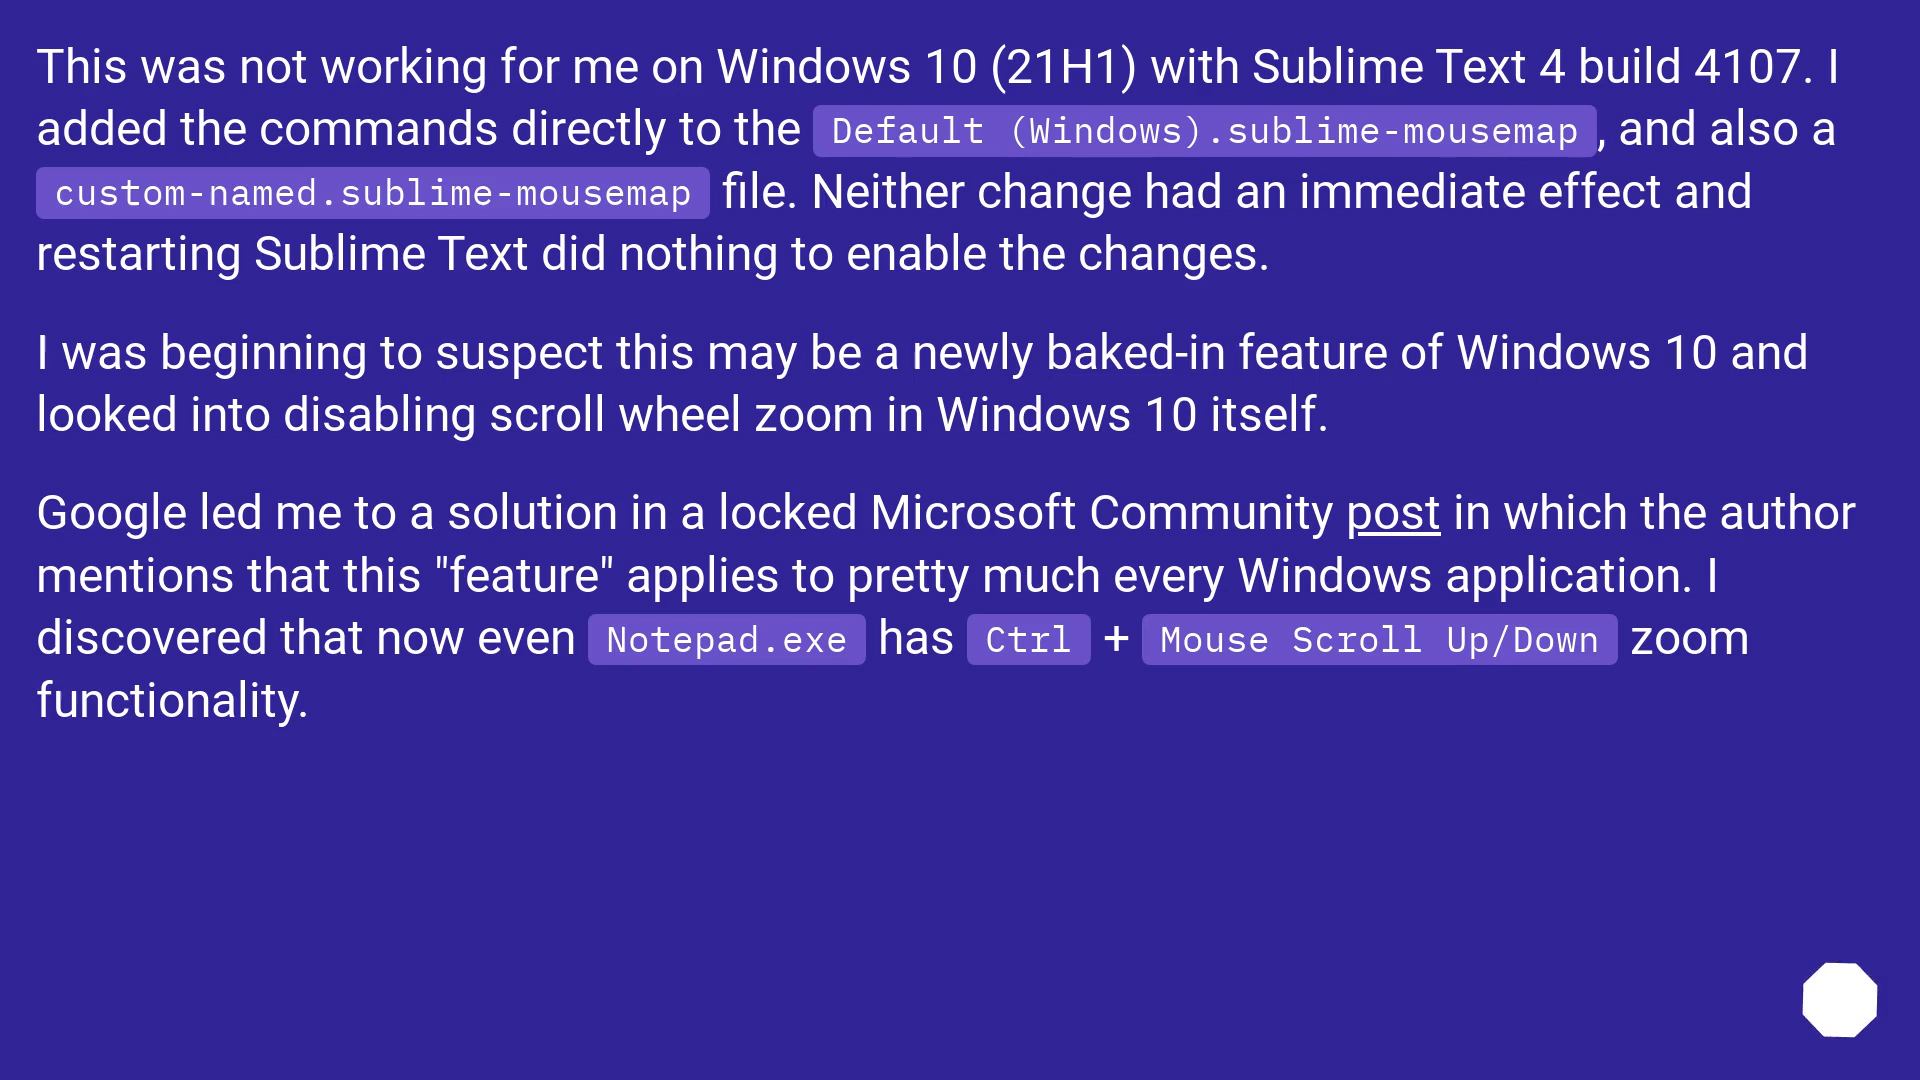 This was not working for me on Windows 10 (21H1) with Sublime Text 4 build 4107. I
added the commands directly to the Default (Windows).sublime-mousemap, and also a
custom-named.sublime-mousemap file. Neither change had an immediate effect and
restarting Sublime Text did nothing to enable the changes.
I was beginning to suspect this may be a newly baked-in feature of Windows 10 and
looked into disabling scroll wheel zoom in Windows 10 itself.
Google led me to a solution in a locked Microsoft Community post in which the author
mentions that this "feature" applies to pretty much every Windows application. I
discovered that now even Notepad.exe has Ctrl + Mouse Scroll Up/Down zoom
functionality.